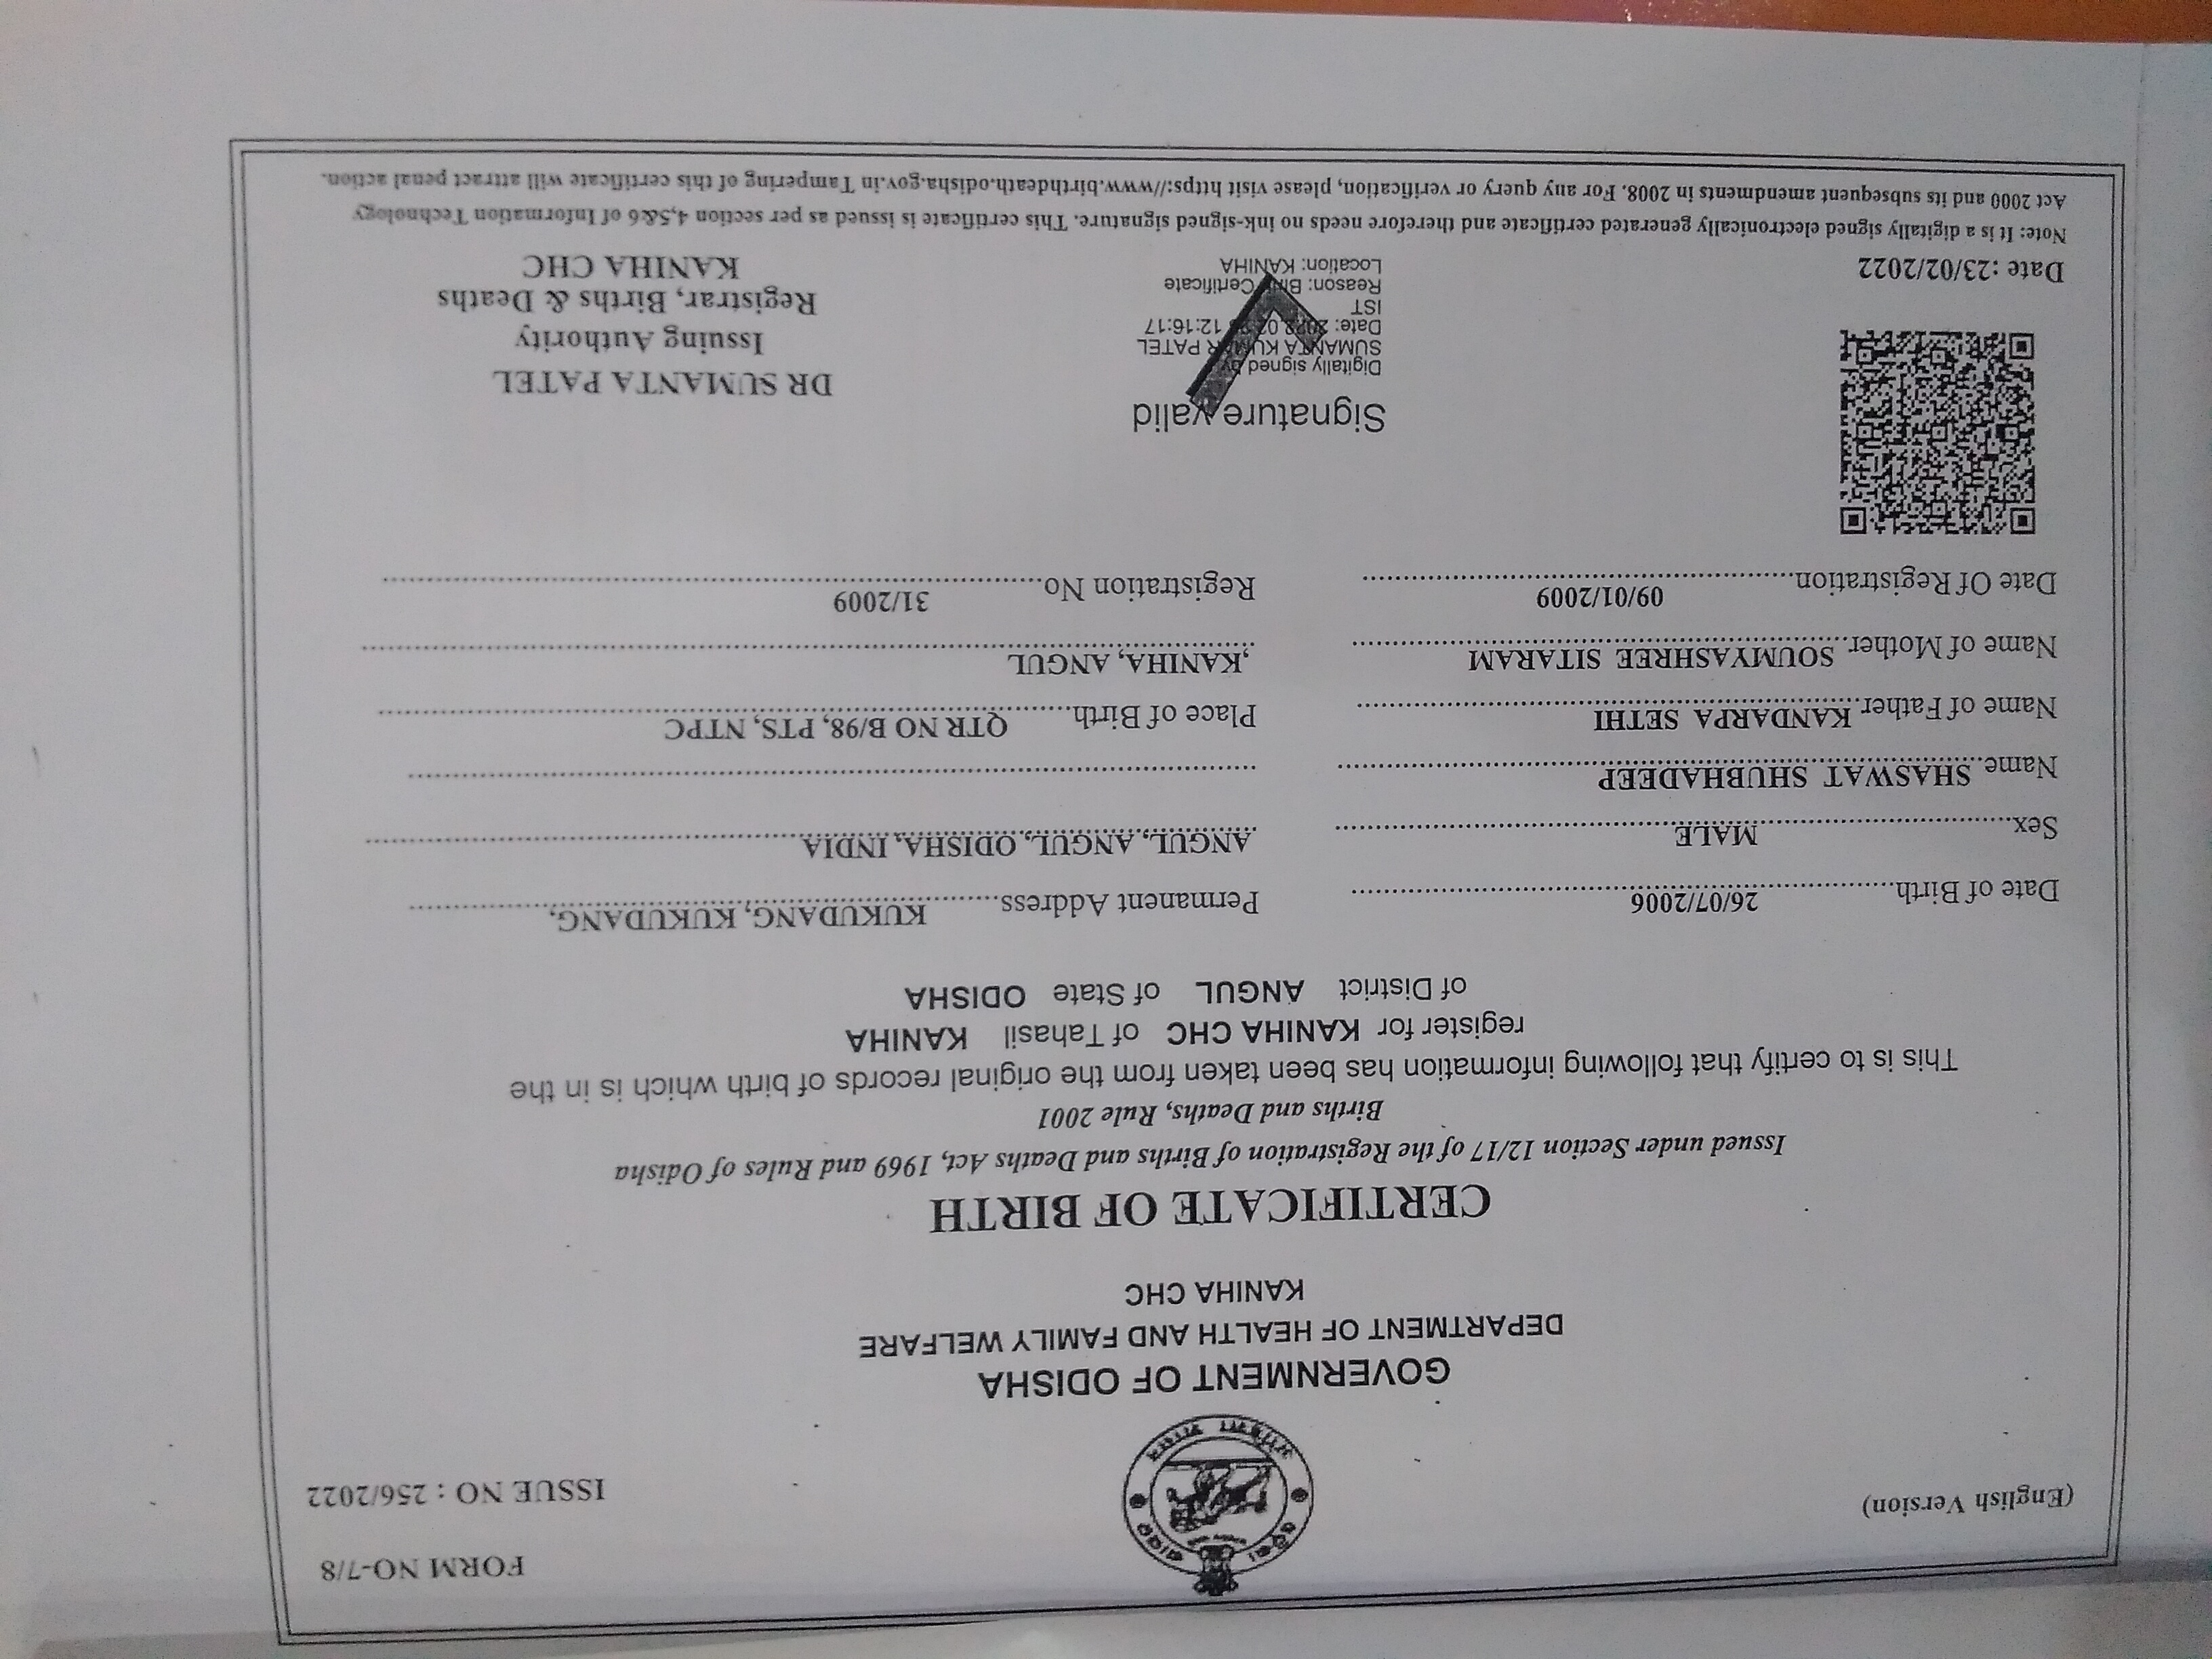 FORM NO-7/8
(English Version)
ISSUE NO : 256/2022
GOVERNMENT OF ODISHA
DEPARTMENT OF HEALTH AND FAMILY WELFARE
KANIHA CHC
CERTIFICATE OF BIRTH
Issued under Section 12/17 of the Registration of Births and Deaths Act, 1969 and Rules of Odisha
Births and Deaths, Rule 2001
This is to certify that following information has been taken from the original records of birth which is in the
register for KANIHA CHC of Tahasil KANIHA
of District ANGUL of State ODISHA
Date of Birth 26/07/2006 Permanent Address KUKUDANG, KUKUDANG,
Sex MALE ANGUL, ANGUL, ODISHA, INDIA
Name SHASWAT SHUBHADEEP
Name of Father KANDARPA SETHI Place of Birth QTR NO B/98, PTS, NTPC
Name of Mother SOUMYASHREE SITARAM ,KANIHA, ANGUL
Date Of Registration 09/01/2009 Registration No 31/2009
Signature valid
Digitally signed by
SUMANTA KUMAR PATEL
Date: 2022 12:16:17
IST
Reason: Birth Certificate
Location: KANIHA
DR SUMANTA PATEL
Issuing Authority
Registrar, Births & Deaths
KANIHA CHC
Date :23/02/2022
Note: It is a digitally signed electronically generated certificate and therefore needs no ink-signed signature. This certificate is issued as per section 4,5&6 of Information Technology
Act 2000 and its subsequent amendments in 2008. For any query or verification, please visit https://www.birthdeath.odisha.gov.in Tampering of this certificate will attract penal action.